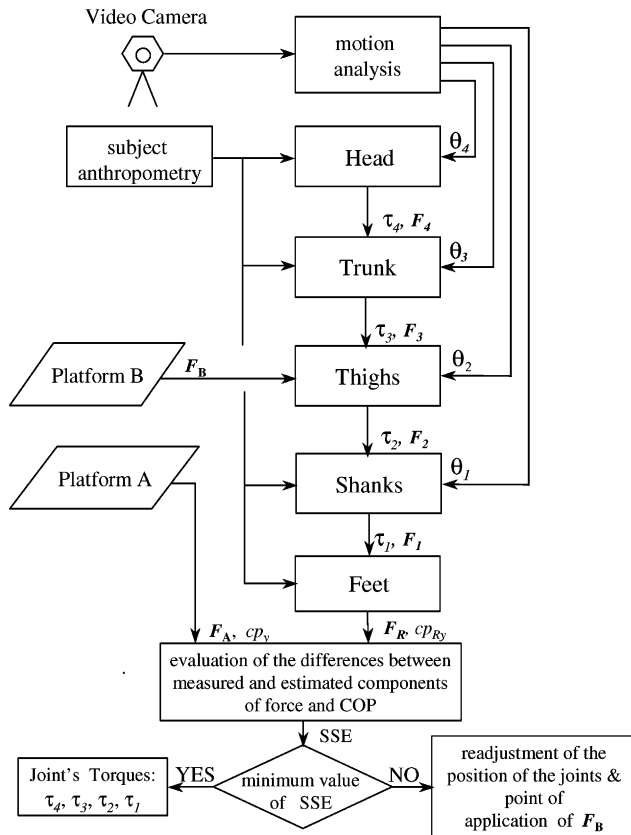 Video Camera
motion
analysis
subject
anthropometry
Head
θ4
τ4, F4
Trunk
θ3
τ3, F3
Platform B
FB
Thighs
θ2
τ2, F2
Platform A
Shanks
θ1
τ1, F1
Feet
FA, cpy
FR, cpRy
evaluation of the differences between
measured and estimated components
of force and COP
SSE
Joint's Torques:
τ4, τ3, τ2, τ1
YES
minimum value
of SSE
NO
readjustment of the
position of the joints &
point of
application of FB